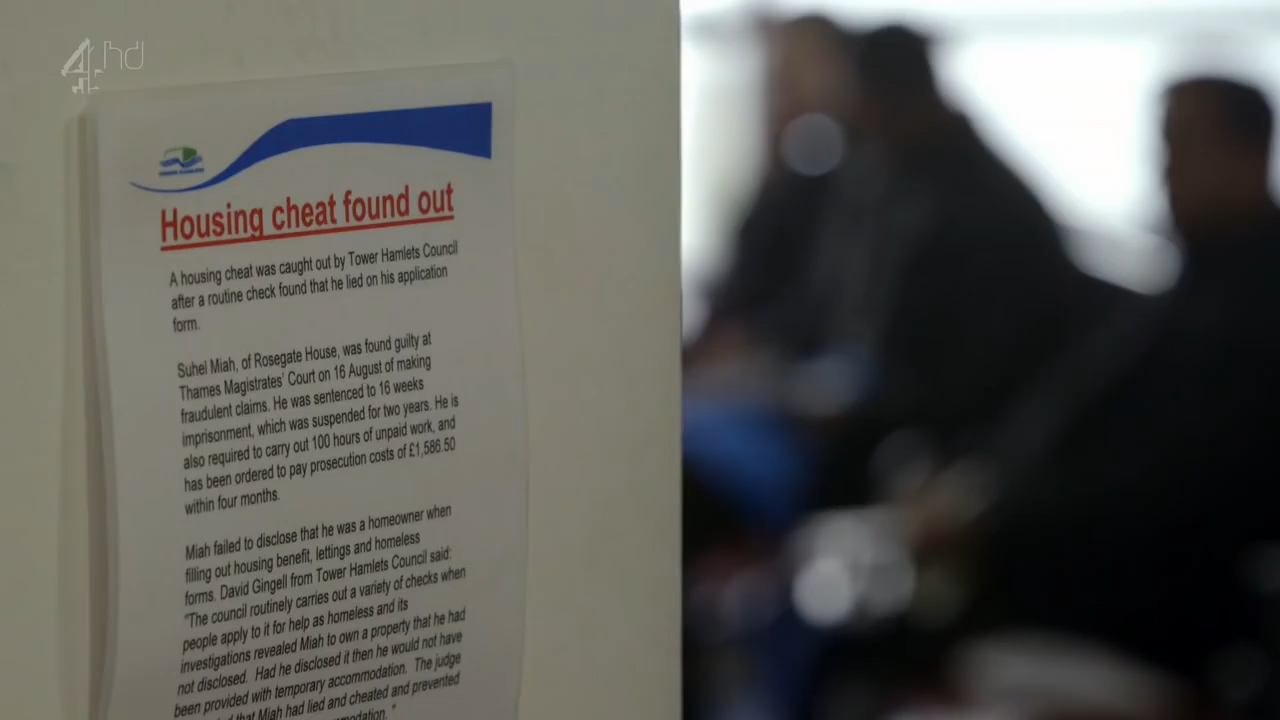 4hd
Housing cheat found out
A housing cheat was caught out by Tower Hamlets Council
after a routine check found that he lied on his application
form.
Suhel Miah, of Rosegate House, was found guilty at
Thames Magistrates' Court on 16 August of making
fraudulent claims. He was sentenced to 16 weeks
imprisonment, which was suspended for two years. He is
also required to carry out 100 hours of unpaid work, and
has been ordered to pay prosecution costs of £1,586.50
within four months.
Miah failed to disclose that he was a homeowner when
filling out housing benefit, lettings and homeless
forms. David Gingell from Tower Hamlets Council said:
"The council routinely carries out a variety of checks when
people apply to it for help as homeless and its
investigations revealed Miah to own a property that he had
not disclosed. Had he disclosed it then he would not have
been provided with temporary accommodation. The judge
that Miah had lied and cheated and prevented